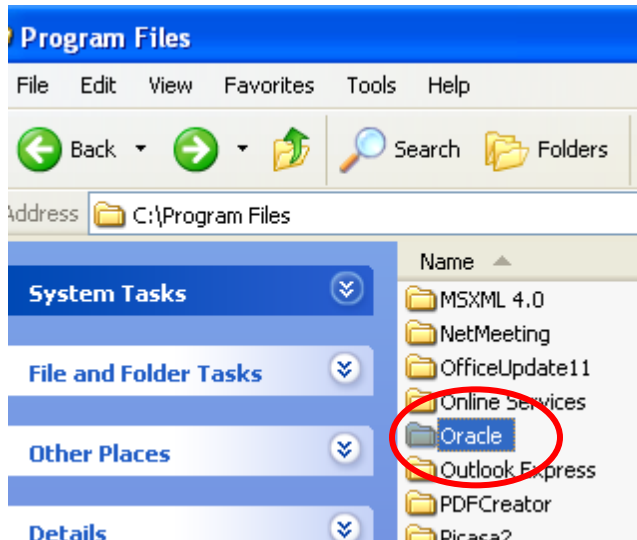 Program Files
File Edit View Favorites Tools Help
Back Search Folders
Address C:\Program Files
Name
System Tasks
MSXML 4.0
NetMeeting
File and Folder Tasks
OfficeUpdate11
Online Services
Oracle
Other Places
Outlook Express
PDFCreator
Details
Picasa2